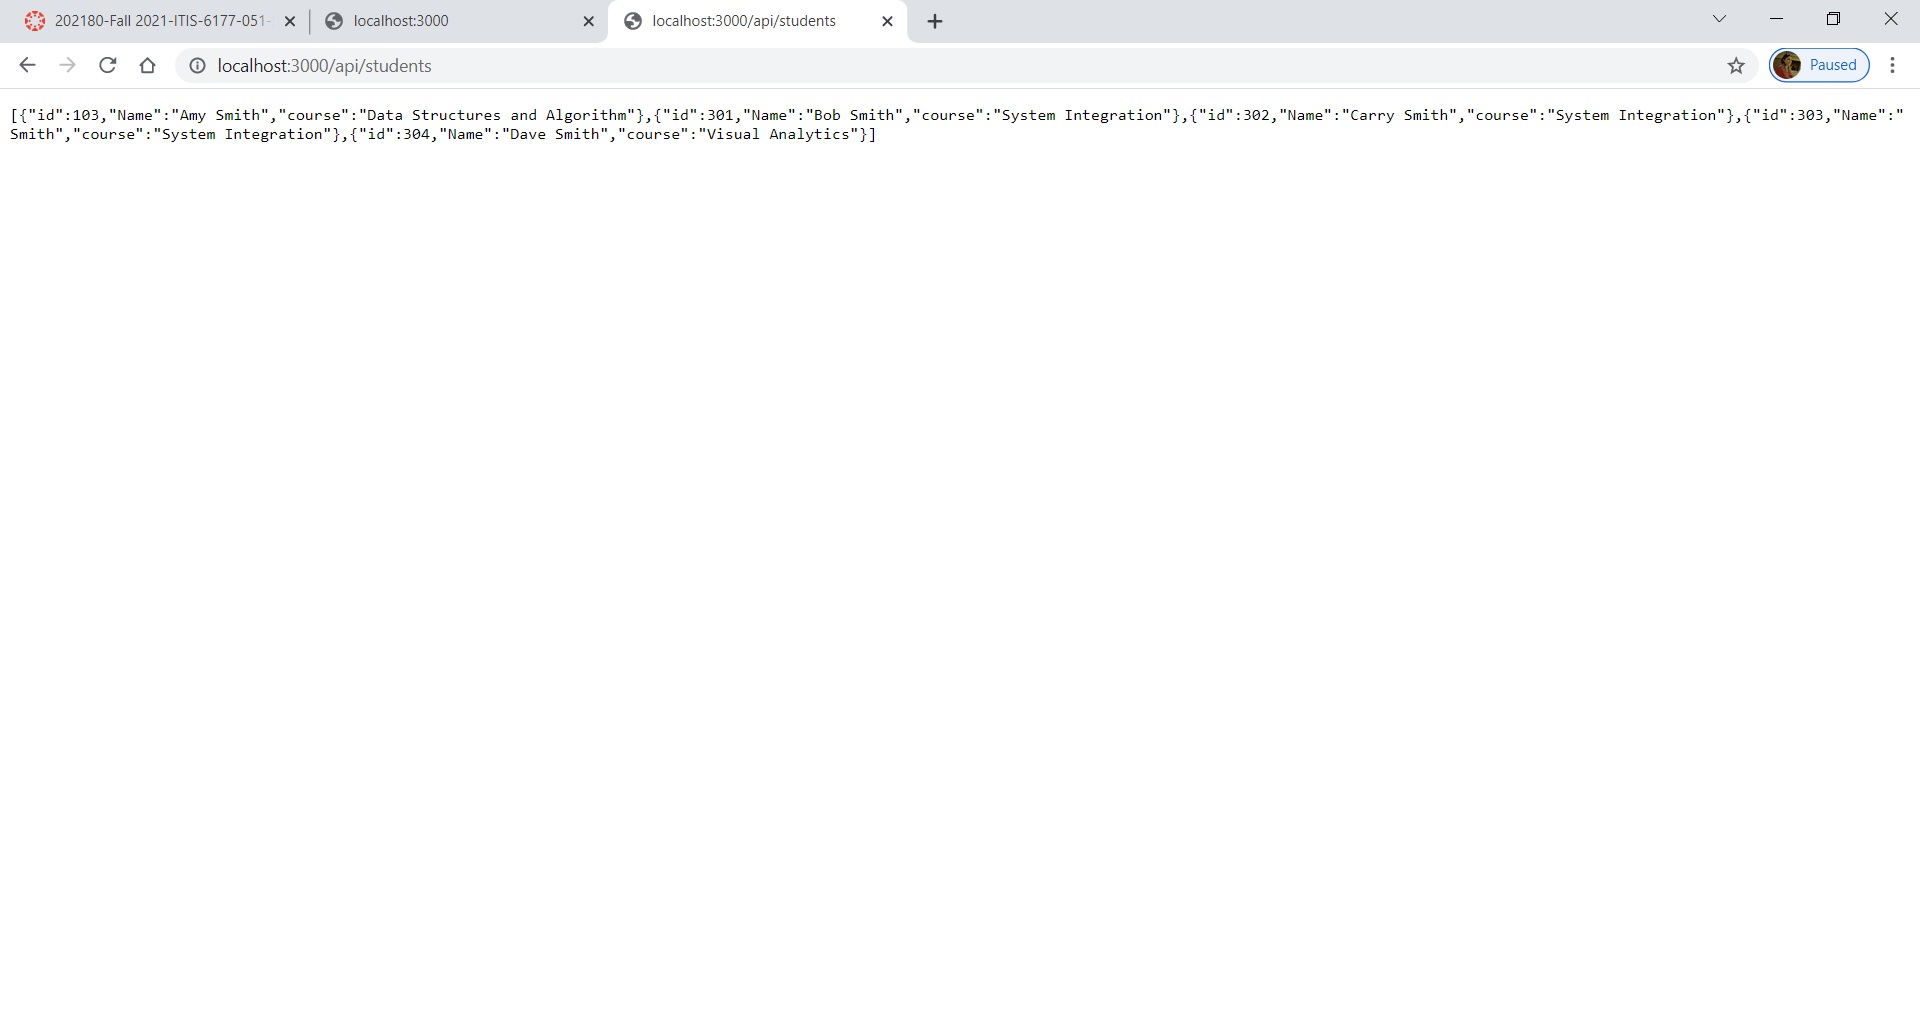 202180-Fall 2021-ITIS-6177-051-
localhost:3000
localhost:3000/api/students
localhost:3000/api/students
Paused
[{"id":103,"Name":"Amy Smith","course":"Data Structures and Algorithm"},{"id":301,"Name":"Bob Smith","course":"System Integration"},{"id":302,"Name":"Carry Smith","course":"System Integration"},{"id":303,"Name":"
Smith","course":"System Integration"},{"id":304,"Name":"Dave Smith","course":"Visual Analytics"}]